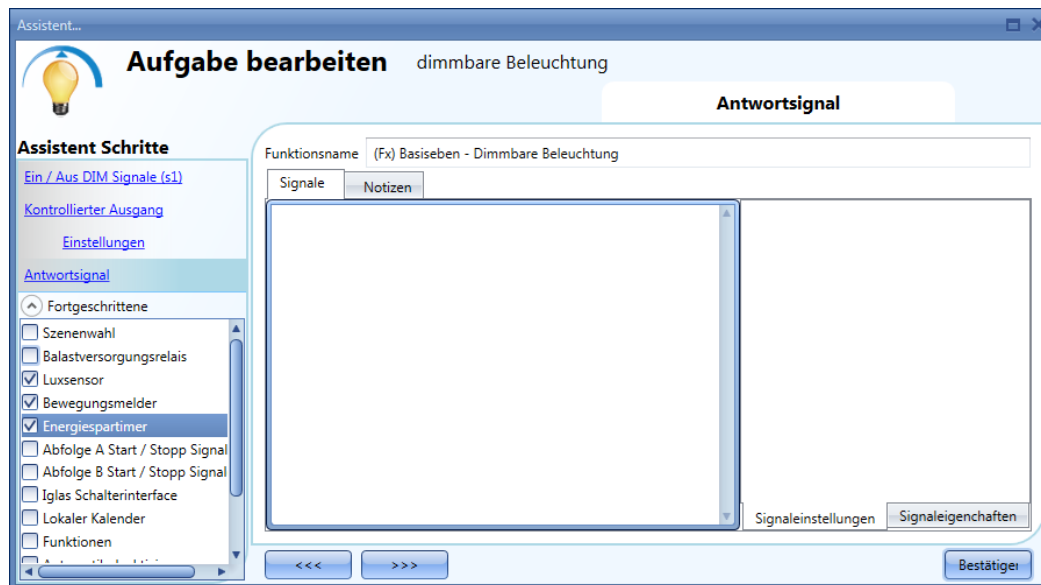 Assistent...
Aufgabe bearbeiten dimmbare Beleuchtung
Antwortsignal
Assistent Schritte
Ein / Aus DIM Signale (s1)
Kontrollierter Ausgang
Einstellungen
Antwortsignal
Fortgeschrittene
Szenenwahl
Balastversorgungsrelais
Luxsensor
Bewegungsmelder
Energiespartimer
Abfolge A Start / Stopp Signal
Abfolge B Start / Stopp Signal
Iglas Schalterinterface
Lokaler Kalender
Funktionen
Funktionsname (Fx) Basiseben - Dimmbare Beleuchtung
Signale Notizen
Signaleinstellungen Signaleigenchaften
<<< >>> Bestätiger